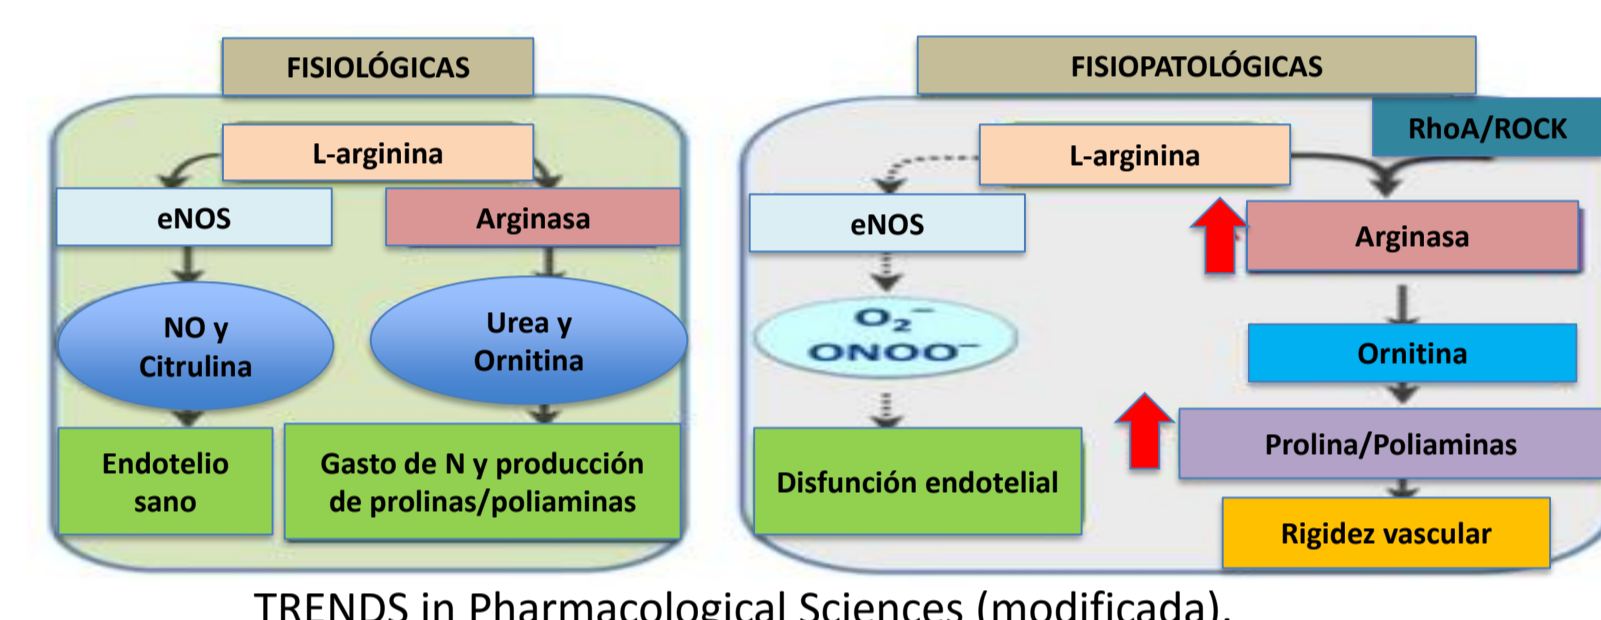 FISIOLÓGICAS
L-arginina
eNOS
Arginasa
NO y
Citrulina
Urea y
Ornitina
Endotelio
sano
Gasto de N y producción
de prolinas/poliaminas
FISIOPATOLÓGICAS
RhoA/ROCK
L-arginina
eNOS
Arginasa
O₂⁻
ONOO⁻
Ornitina
Prolina/Poliaminas
Disfunción endotelial
Rigidez vascular
TRENDS in Pharmacological Sciences (modificada).